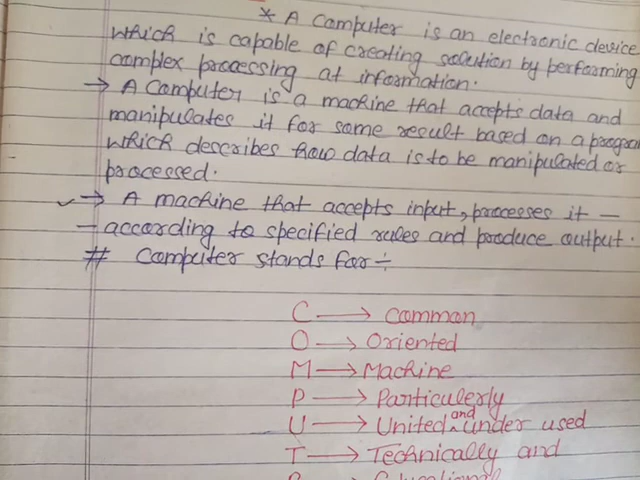 * A Computer is an electronic device
which is capable of creating solution by berforming
complex processing at information.
→ A Computer is a machine that accepts data and
manipulates it for some result based on a program
which describes how data is to be manipulated or
processed.
→ A machine that accepts input, processes it –
– according to specified rules and produce output.
# Computer stands for ÷
C → Common
O → Oriented
M → Machine
P → Particulerly
U → United and under used
T → Technically and